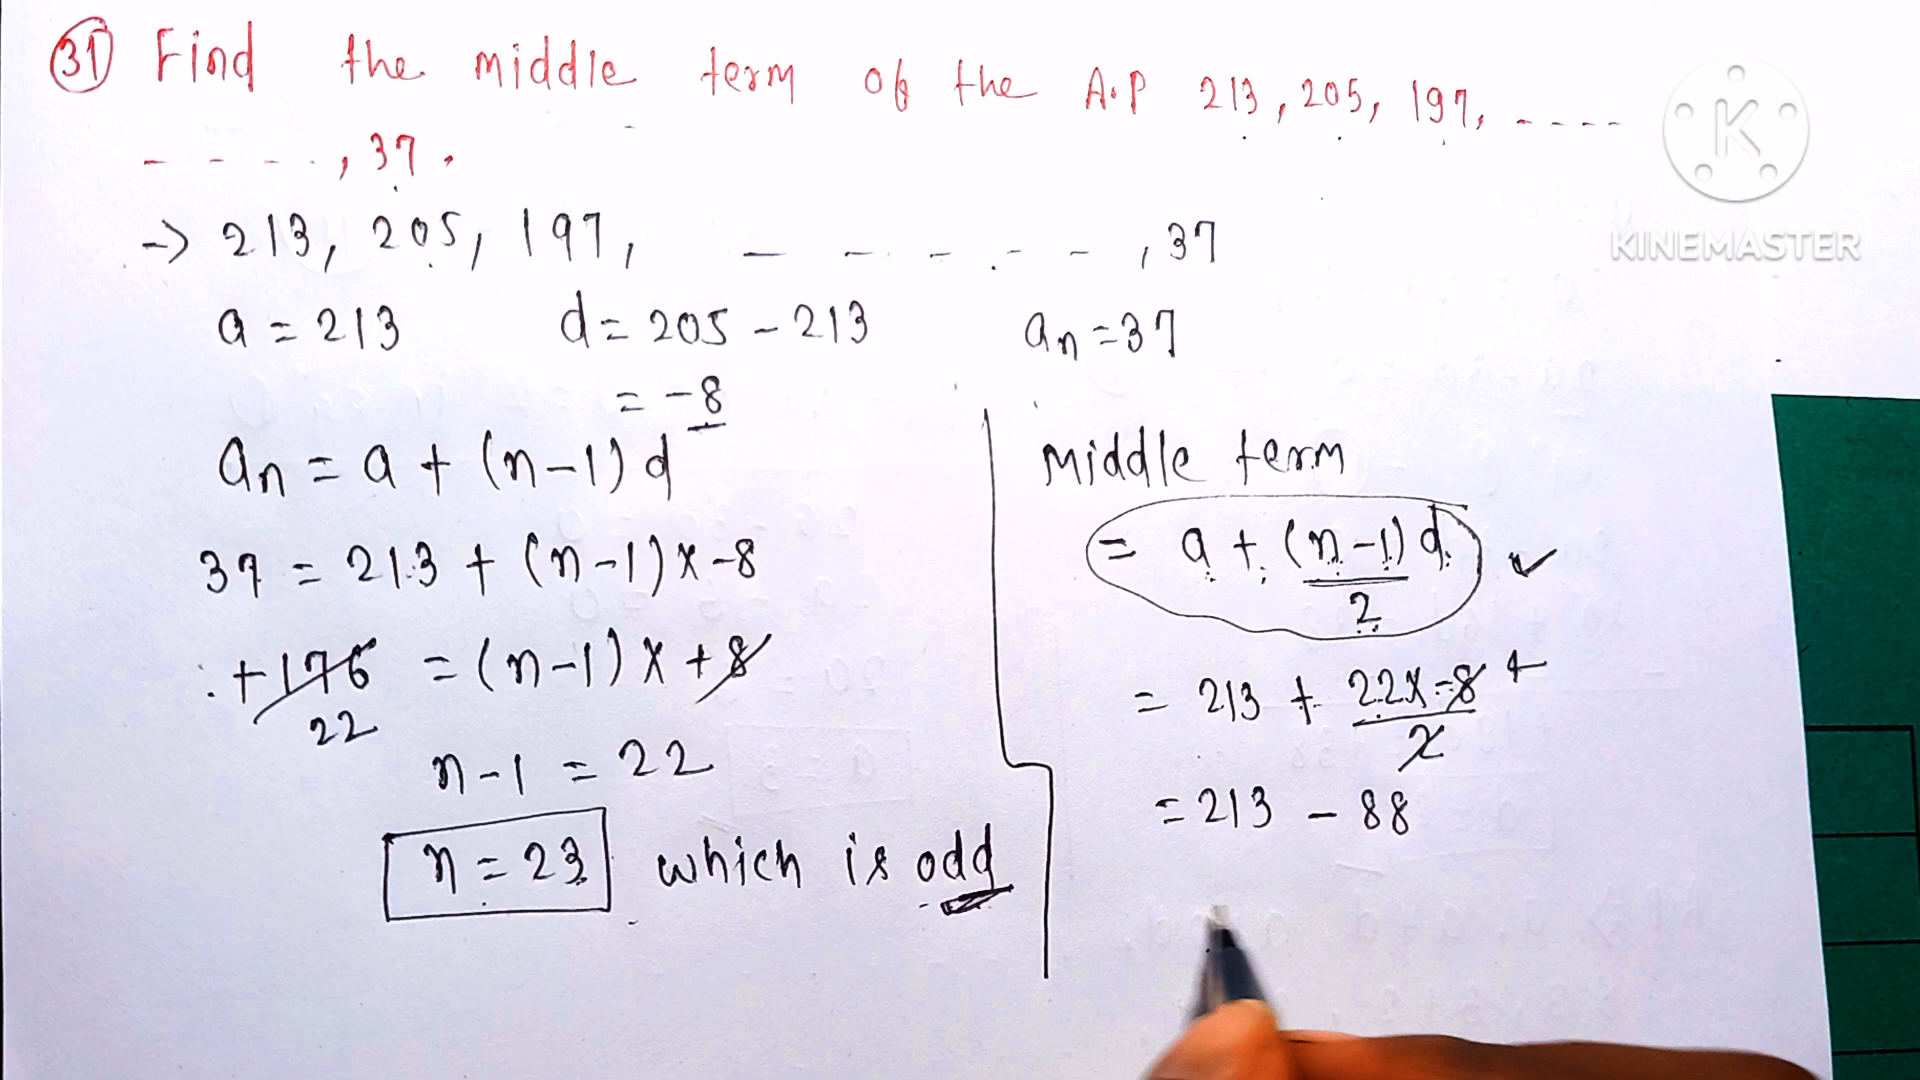 31 Find the middle term of the A.P 213, 205, 197, ----
- - - - , 37.
→ 213, 205, 197, - - - - - , 37
a = 213 d = 205 - 213 an = 37
= -8
an = a + (n-1) d
37 = 213 + (n-1) x -8
+176 = (n-1) x + 8
22
n-1 = 22
n = 23 which is odd
Middle term
= a + (n-1) d ✓
2
= 213 + 22x-8 4
2
= 213 - 88
K
KINEMASTER